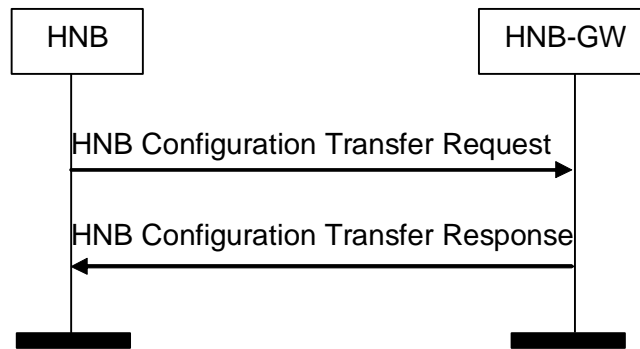 HNB
HNB-GW
HNB Configuration Transfer Request
HNB Configuration Transfer Response